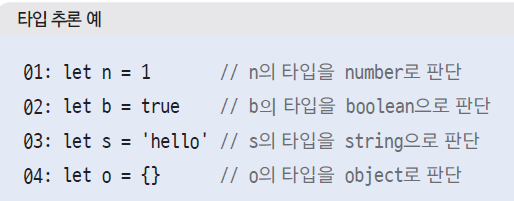 타입 추론 예
01: let n = 1 // n의 타입을 number로 판단
02: let b = true // b의 타입을 boolean으로 판단
03: let s = 'hello' // s의 타입을 string으로 판단
04: let o = {} // o의 타입을 object로 판단